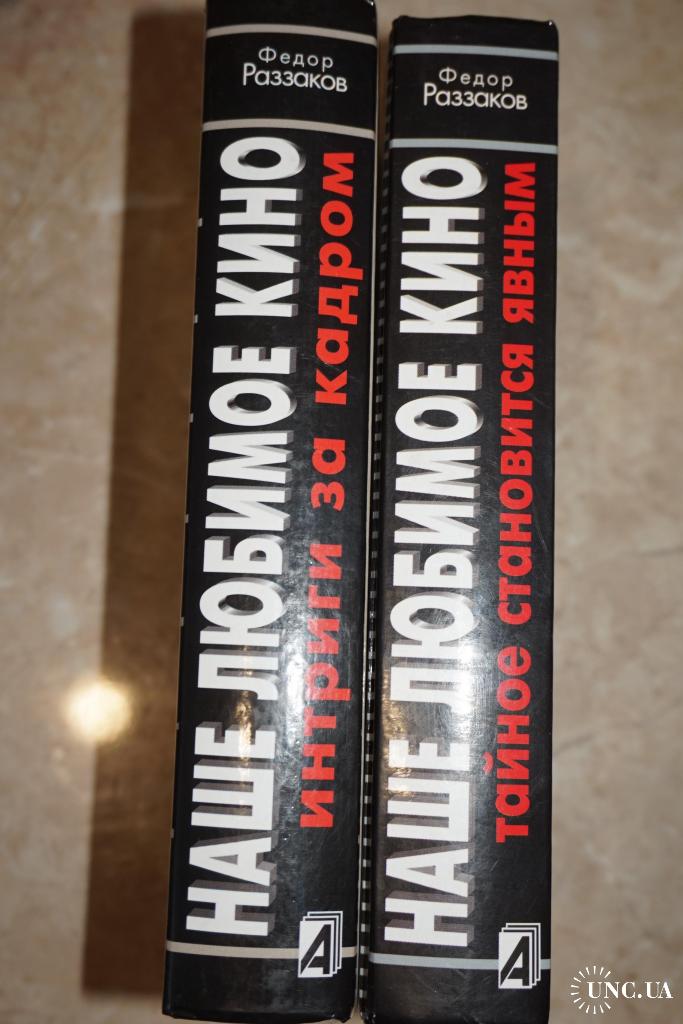 Федор
Раззаков
НАШЕ ЛЮБИМОЕ КИНО
интриги за кадром
А
Федор
Раззаков
НАШЕ ЛЮБИМОЕ КИНО
тайное становится явным
А
UNC.UA